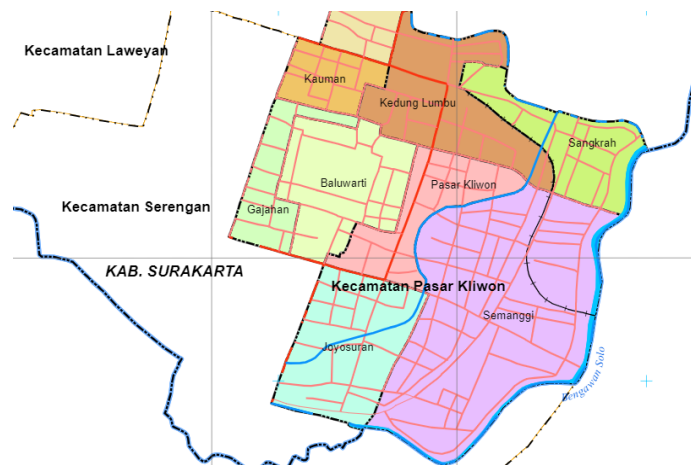 Kecamatan Laweyan
Kauman
Kedung Lumbu
Sangkrah
Baluwarti
Pasar Kliwon
Kecamatan Serengan
Gajahan
KAB. SURAKARTA
Kecamatan Pasar Kliwon
Semanggi
Joyosuran
Bengawan Solo